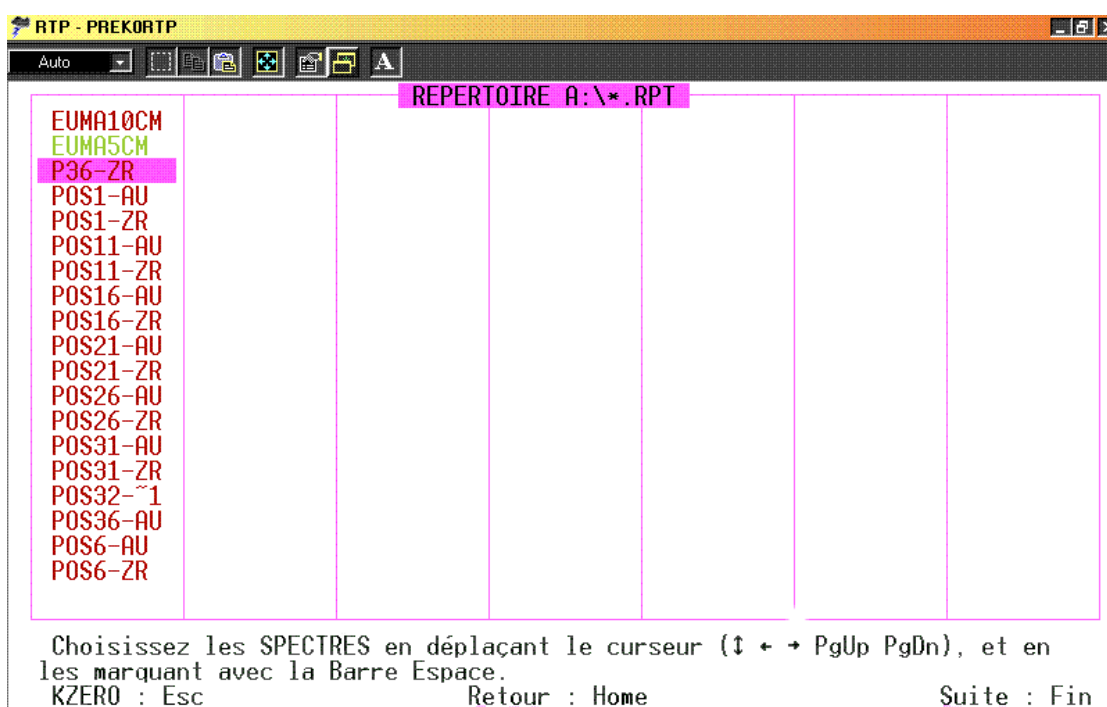 RTP - PREKORTP
Auto
A
REPERTOIRE A:\*.RPT
EUMA10CM
EUMA5CM
P36-ZR
POS1-AU
POS1-ZR
POS11-AU
POS11-ZR
POS16-AU
POS16-ZR
POS21-AU
POS21-ZR
POS26-AU
POS26-ZR
POS31-AU
POS31-ZR
POS32-~1
POS36-AU
POS6-AU
POS6-ZR
Choisissez les SPECTRES en déplaçant le curseur (↕ ← → PgUp PgDn), et en
les marquant avec la Barre Espace.
KZERO : Esc Retour : Home Suite : Fin